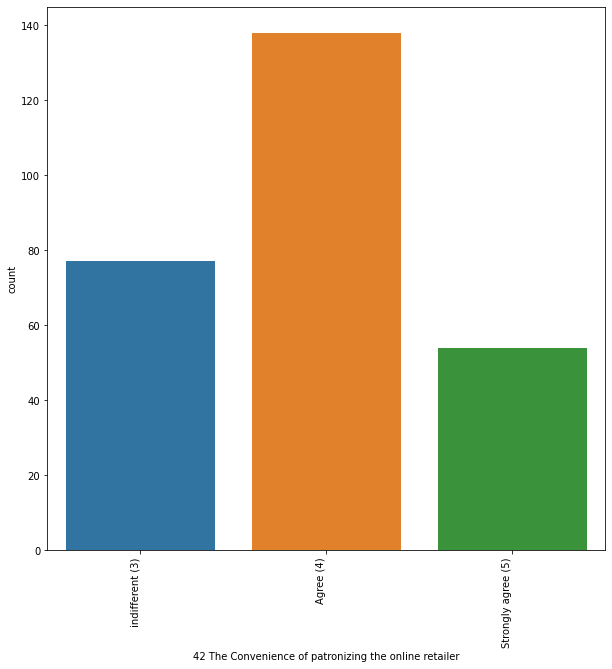 140
120
100
80
60
40
20
0
count
indifferent (3)
Agree (4)
Strongly agree (5)
42 The Convenience of patronizing the online retailer